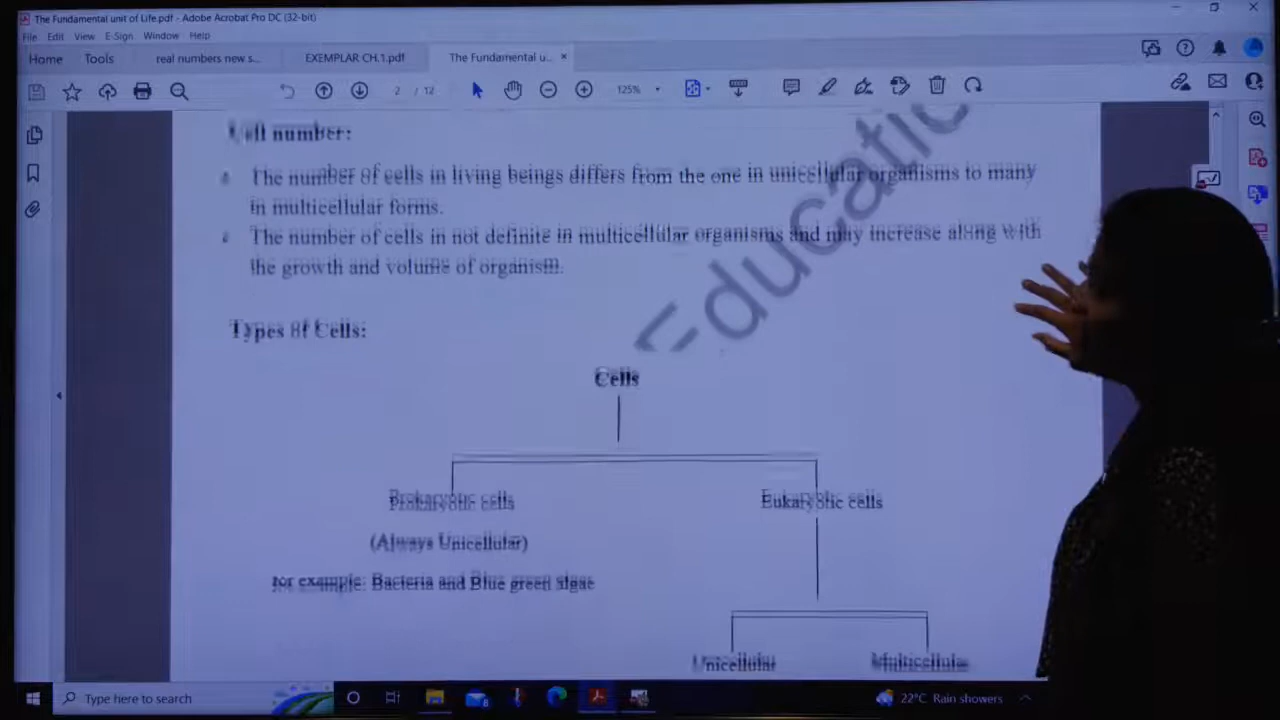 The Fundamental unit of Life.pdf - Adobe Acrobat Pro DC (32-bit)
File Edit View E-Sign Window Help
Home Tools real numbers new s... EXEMPLAR CH.1.pdf The Fundamental u... ×
2 / 12 125%
Cell number:
The number of cells in living beings differs from the one in unicellular organisms to many
in multicellular forms.
The number of cells in not definite in multicellular organisms and may increase along with
the growth and volume of organism.
Educatio
Types of Cells:
Cells
Prokaryotic cells Eukaryotic cells
(Always Unicellular)
for example: Bacteria and Blue green algae
Unicellular Multicellular
Type here to search 8 22°C Rain showers